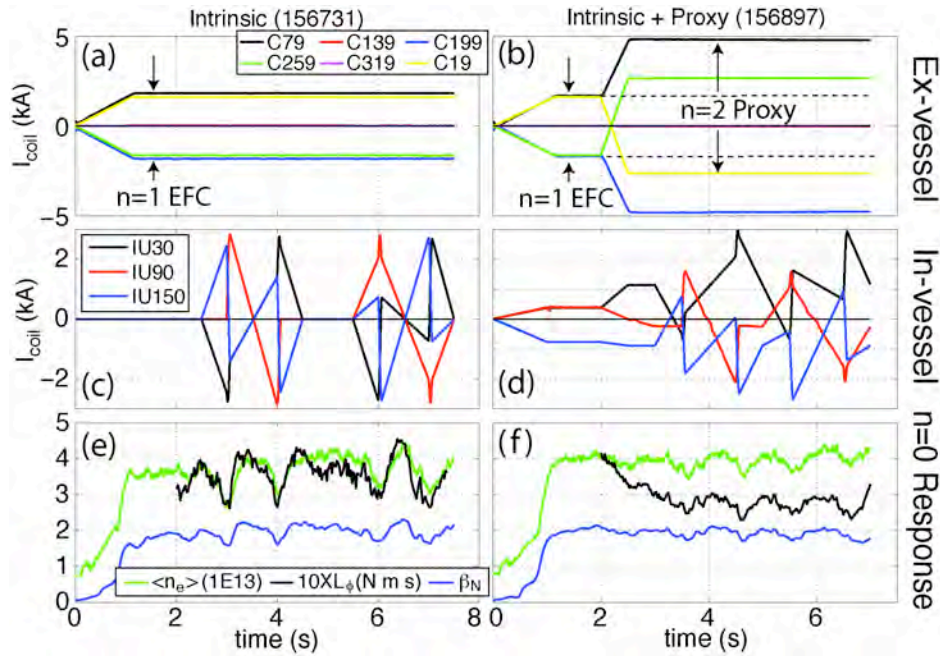 Intrinsic (156731)
Intrinsic + Proxy (156897)
(a)
C79 C139 C199
C259 C319 C19
(b)
5
0
−5
I_coil (kA)
n=1 EFC
n=1 EFC
n=2 Proxy
Ex-vessel
(c)
IU30
IU90
IU150
2
0
−2
I_coil (kA)
(d)
In-vessel
(e)
(f)
5
4
3
2
1
0
<n_e>(1E13) 10XL_ϕ(N m s) β_N
0 2 4 6 8
0 2 4 6
time (s)
time (s)
n=0 Response